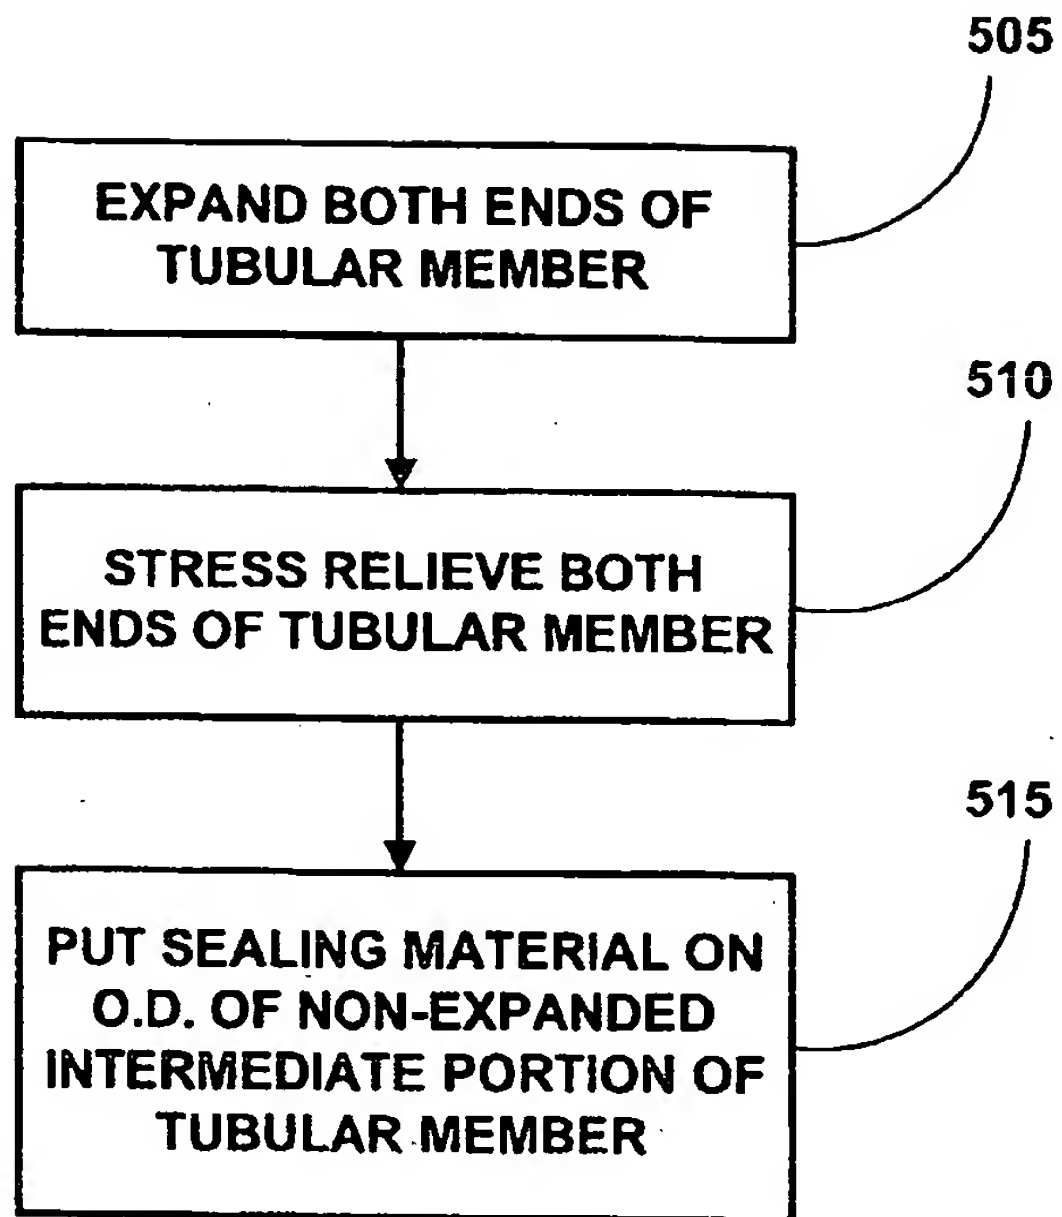 505
EXPAND BOTH ENDS OF
TUBULAR MEMBER
510
STRESS RELIEVE BOTH
ENDS OF TUBULAR MEMBER
515
PUT SEALING MATERIAL ON
O.D. OF NON-EXPANDED
INTERMEDIATE PORTION OF
TUBULAR MEMBER